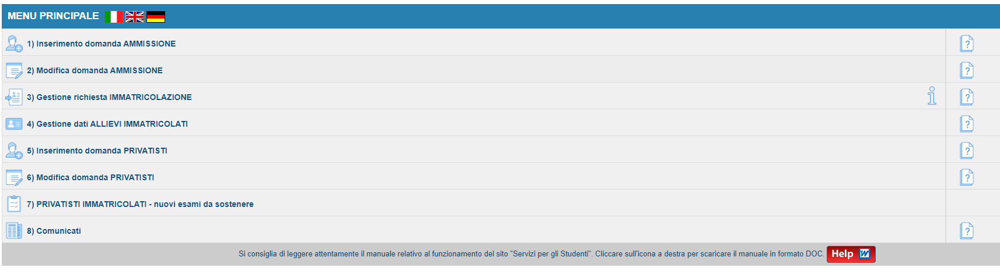 MENU PRINCIPALE
1) Inserimento domanda AMMISSIONE
?
2) Modifica domanda AMMISSIONE
?
3) Gestione richiesta IMMATRICOLAZIONE
i ?
4) Gestione dati ALLIEVI IMMATRICOLATI
?
5) Inserimento domanda PRIVATISTI
?
6) Modifica domanda PRIVATISTI
?
7) PRIVATISTI IMMATRICOLATI - nuovi esami da sostenere
8) Comunicati
?
Si consiglia di leggere attentamente il manuale relativo al funzionamento del sito "Servizi per gli Studenti". Cliccare sull'icona a destra per scaricare il manuale in formato DOC. Help W